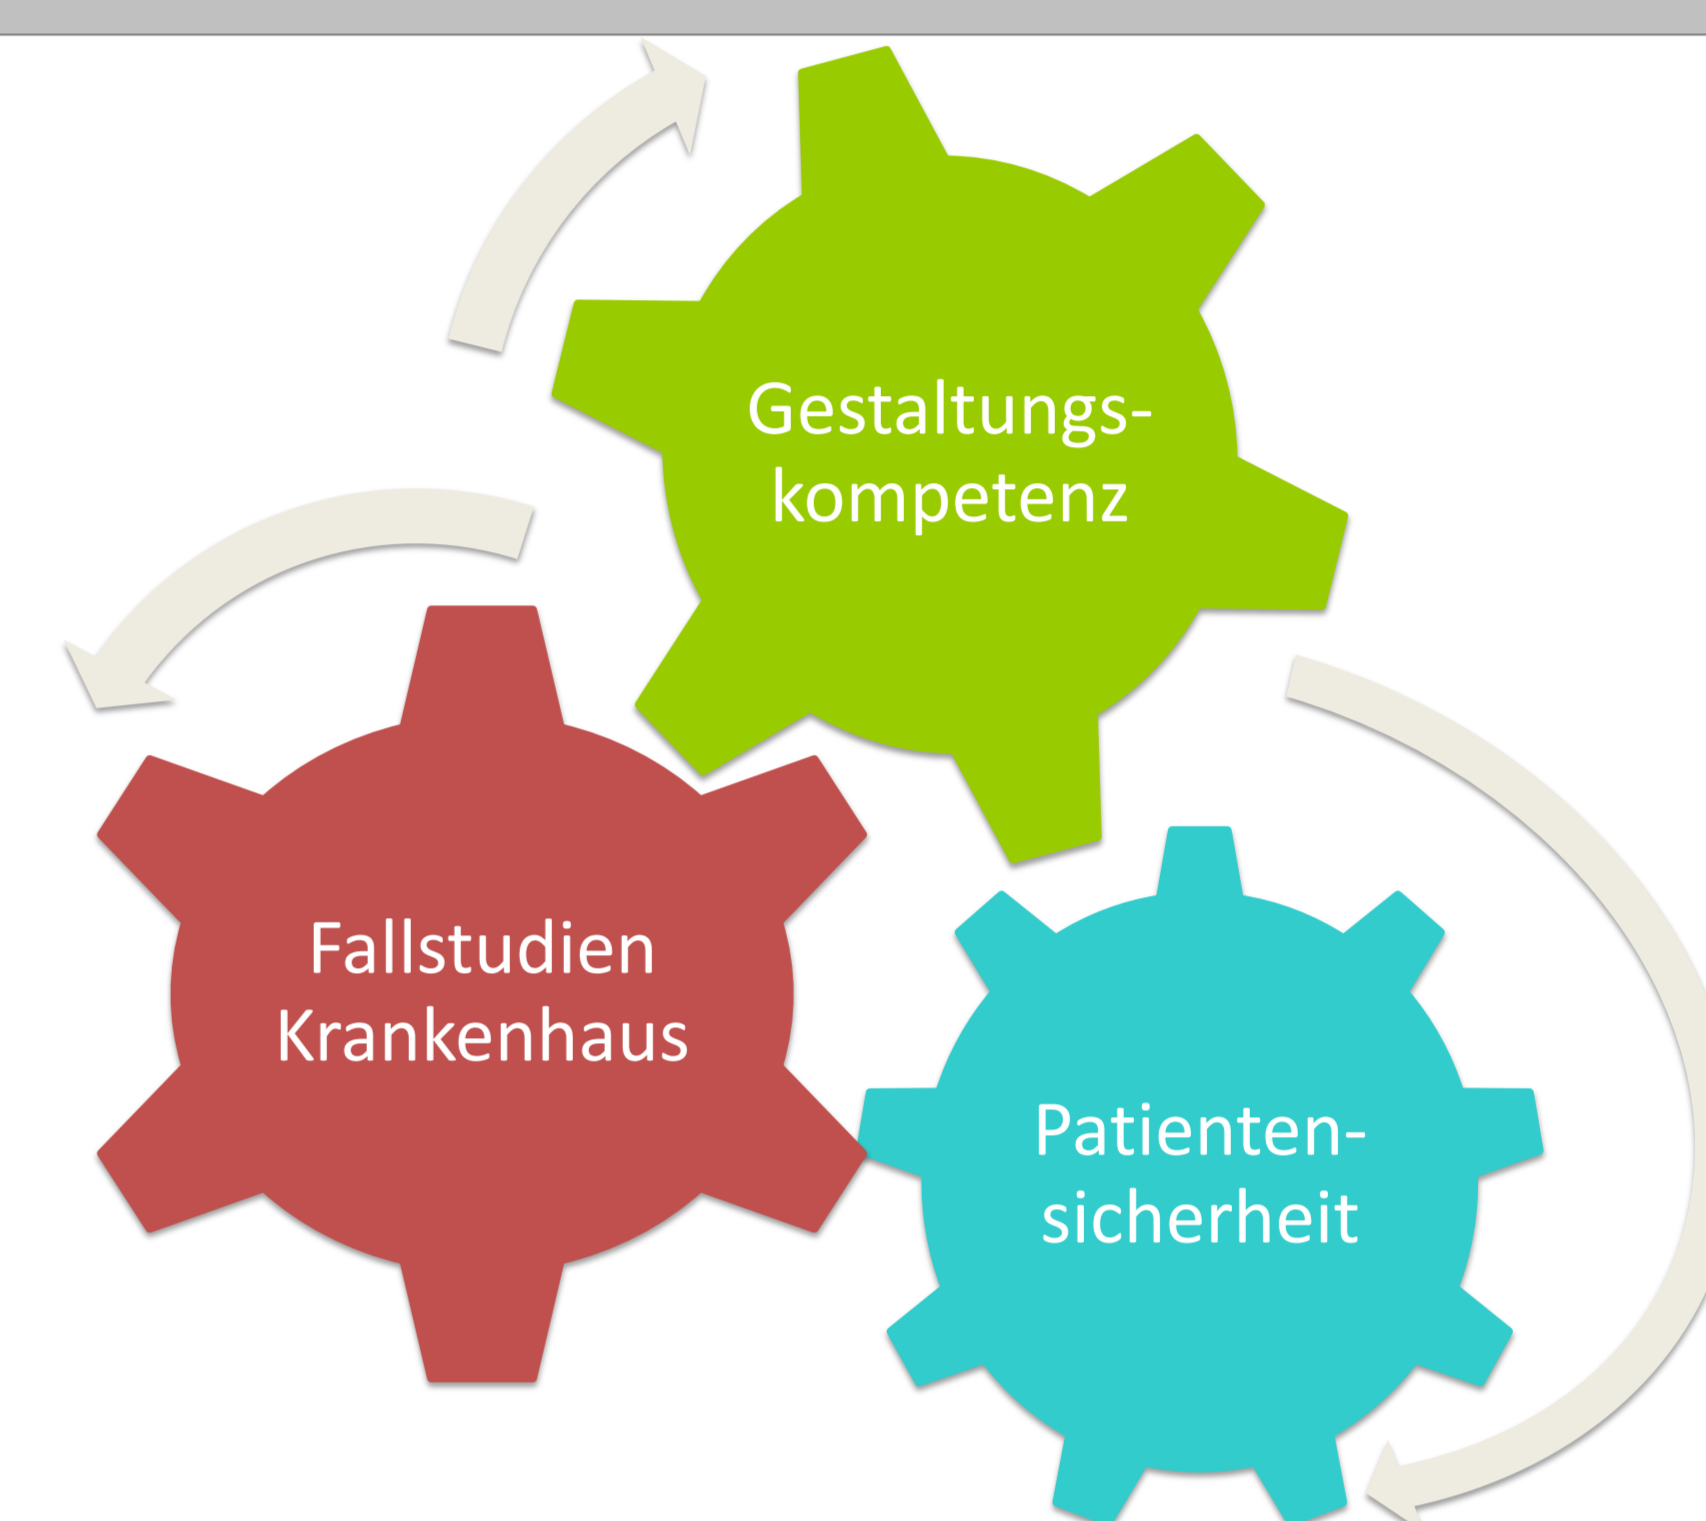 Gestaltungs-
kompetenz
Fallstudien
Krankenhaus
Patienten-
sicherheit